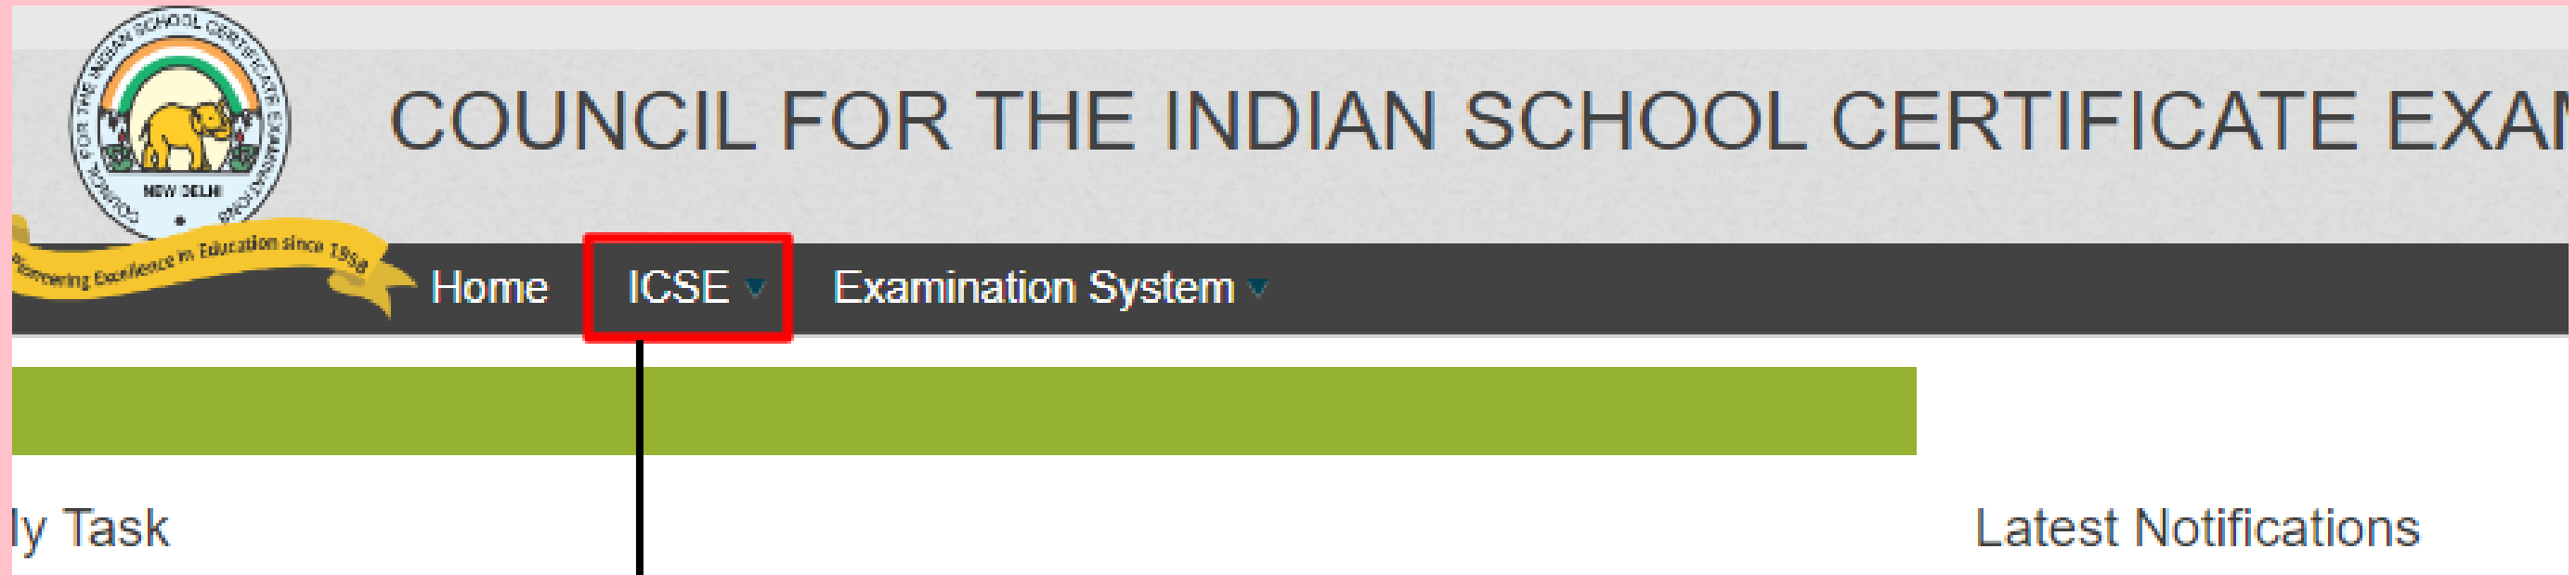 COUNCIL FOR THE INDIAN SCHOOL CERTIFICATE EXAMINATIONS
NEW DELHI
Pioneering Excellence in Education since 1958
COUNCIL FOR THE INDIAN SCHOOL CERTIFICATE EXAM
Home ICSE Examination System
ly Task
Latest Notifications